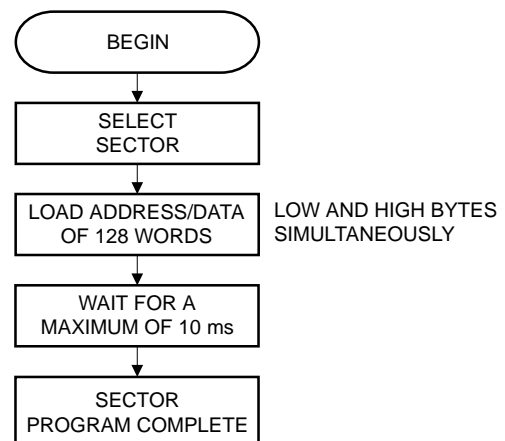 BEGIN
SELECT
SECTOR
LOAD ADDRESS/DATA
OF 128 WORDS
LOW AND HIGH BYTES
SIMULTANEOUSLY
WAIT FOR A
MAXIMUM OF 10 ms
SECTOR
PROGRAM COMPLETE